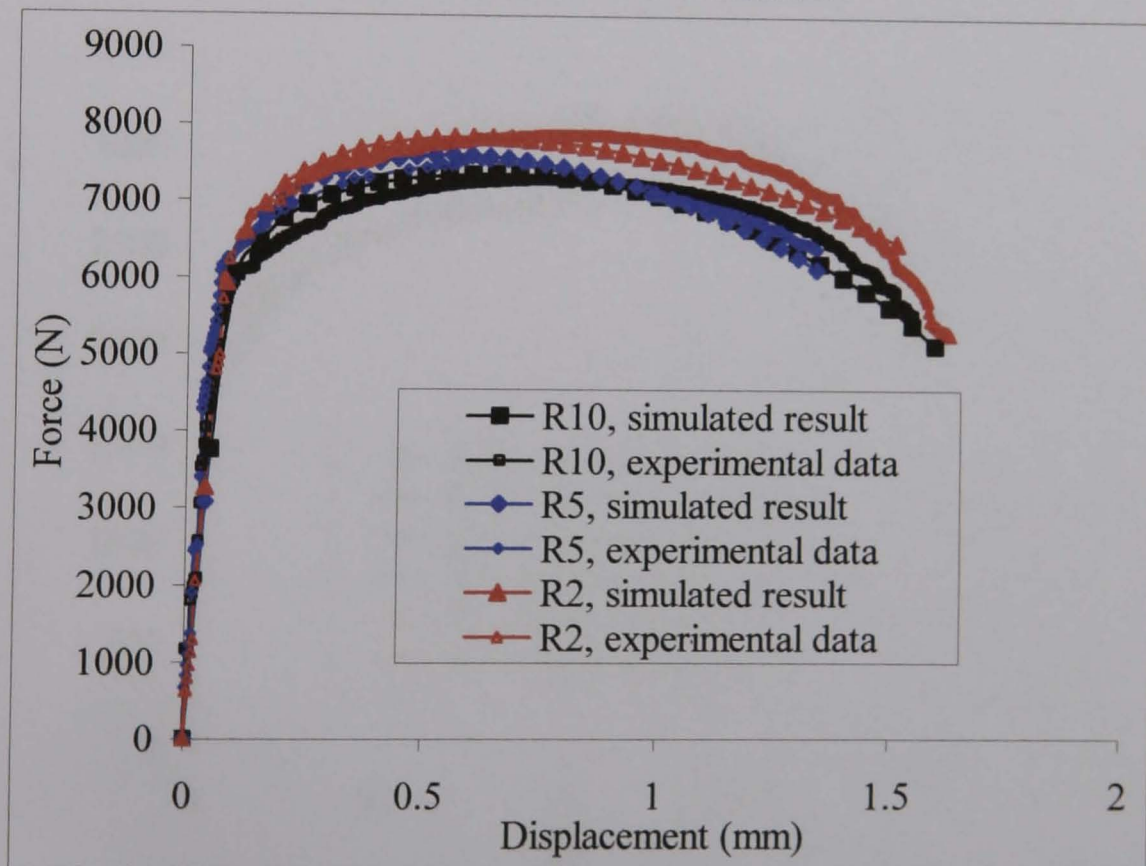 9000
8000
7000
6000
5000
4000
3000
2000
1000
0
Force (N)
R10, simulated result
R10, experimental data
R5, simulated result
R5, experimental data
R2, simulated result
R2, experimental data
0 0.5 1 1.5 2
Displacement (mm)